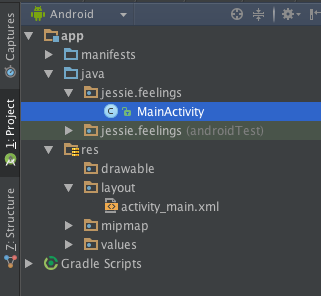 Android
app
manifests
java
jessie.feelings
MainActivity
jessie.feelings (androidTest)
res
drawable
layout
activity_main.xml
mipmap
values
Gradle Scripts
Captures
1: Project
7: Structure